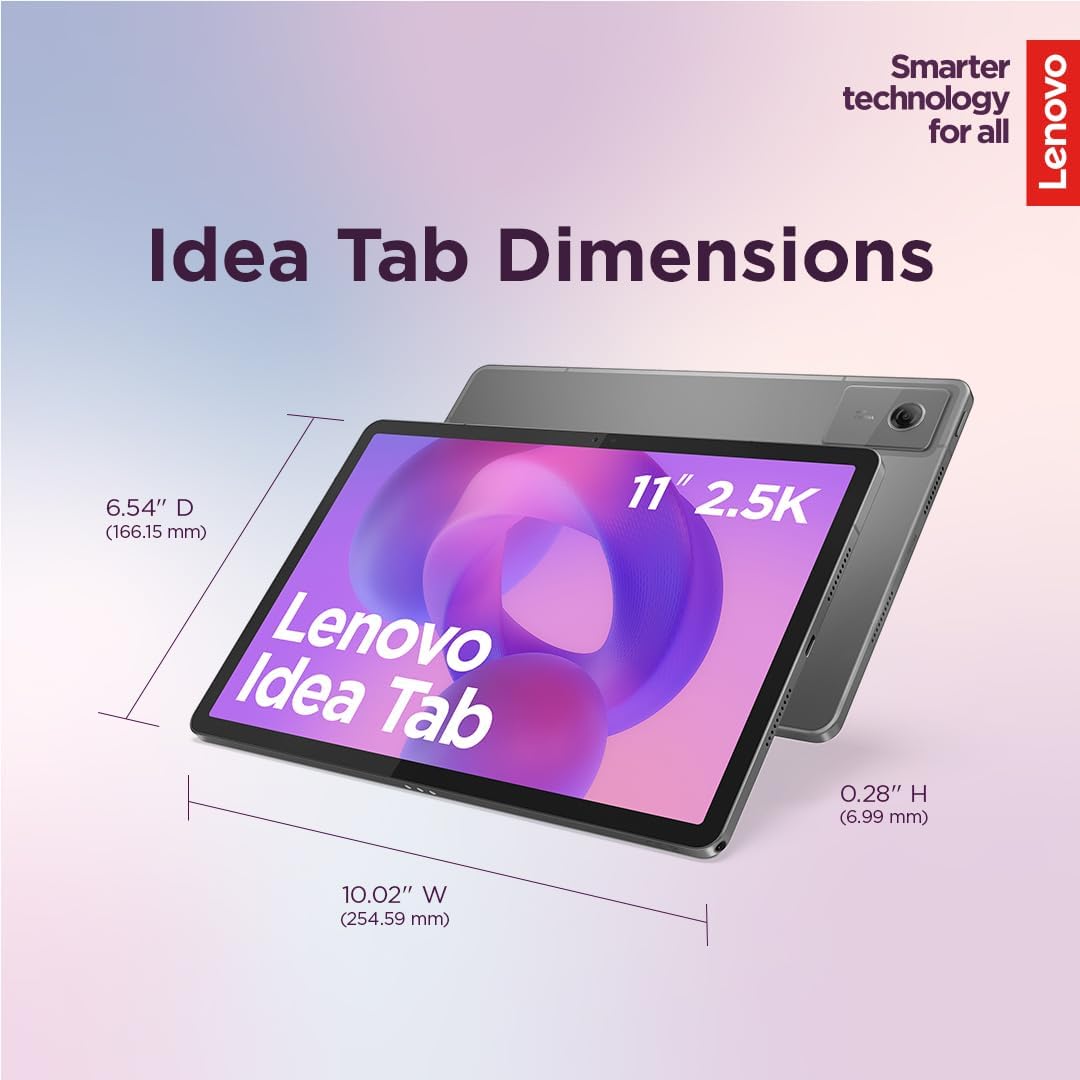 Smarter
technology
for all
Lenovo
Idea Tab Dimensions
11" 2.5K
6.54" D
(166.15 mm)
Lenovo
Idea Tab
0.28" H
(6.99 mm)
10.02" W
(254.59 mm)